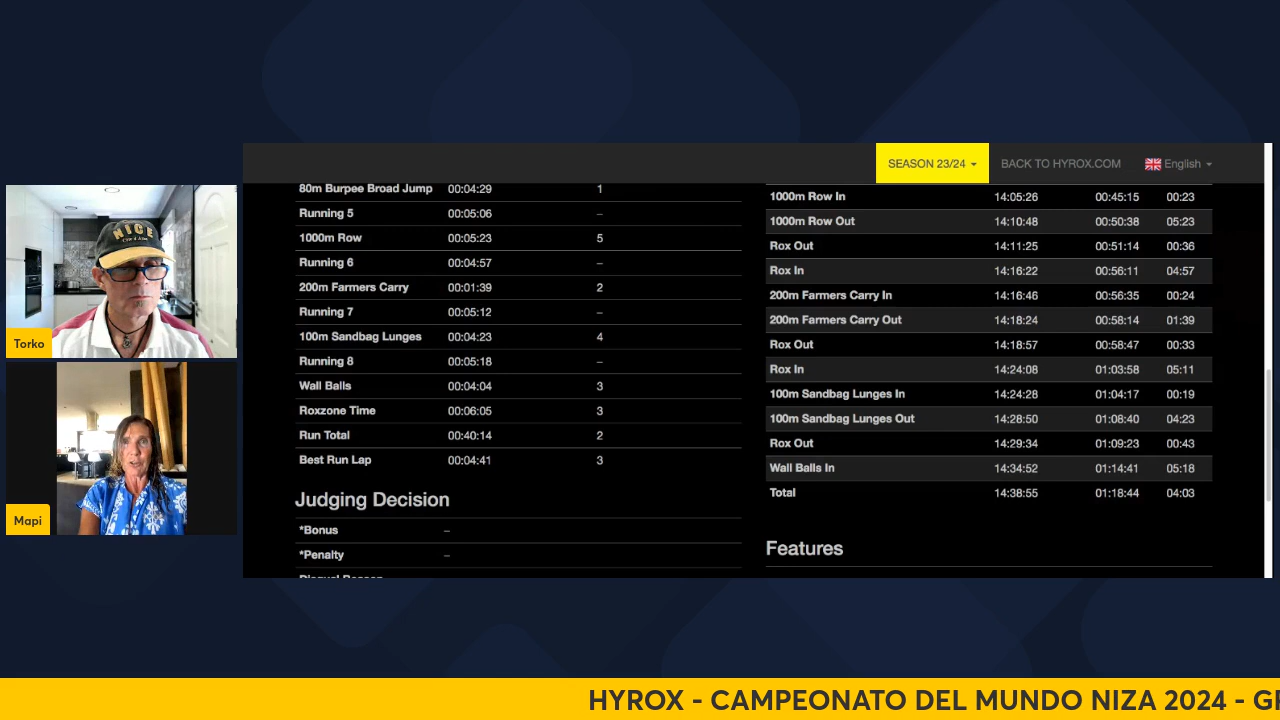 NICE
Torko
Mapi
SEASON 23/24 BACK TO HYROX.COM English
80m Burpee Broad Jump 00:04:29 1
Running 5 00:05:06 –
1000m Row 00:05:23 5
Running 6 00:04:57 –
200m Farmers Carry 00:01:39 2
Running 7 00:05:12 –
100m Sandbag Lunges 00:04:23 4
Running 8 00:05:18 –
Wall Balls 00:04:04 3
Roxzone Time 00:06:05 3
Run Total 00:40:14 2
Best Run Lap 00:04:41 3
Judging Decision
*Bonus –
*Penalty –
Disqual Reason
1000m Row In 14:05:26 00:45:15 00:23
1000m Row Out 14:10:48 00:50:38 05:23
Rox Out 14:11:25 00:51:14 00:36
Rox In 14:16:22 00:56:11 04:57
200m Farmers Carry In 14:16:46 00:56:35 00:24
200m Farmers Carry Out 14:18:24 00:58:14 01:39
Rox Out 14:18:57 00:58:47 00:33
Rox In 14:24:08 01:03:58 05:11
100m Sandbag Lunges In 14:24:28 01:04:17 00:19
100m Sandbag Lunges Out 14:28:50 01:08:40 04:23
Rox Out 14:29:34 01:09:23 00:43
Wall Balls In 14:34:52 01:14:41 05:18
Total 14:38:55 01:18:44 04:03
Features
HYROX - CAMPEONATO DEL MUNDO NIZA 2024 - GE